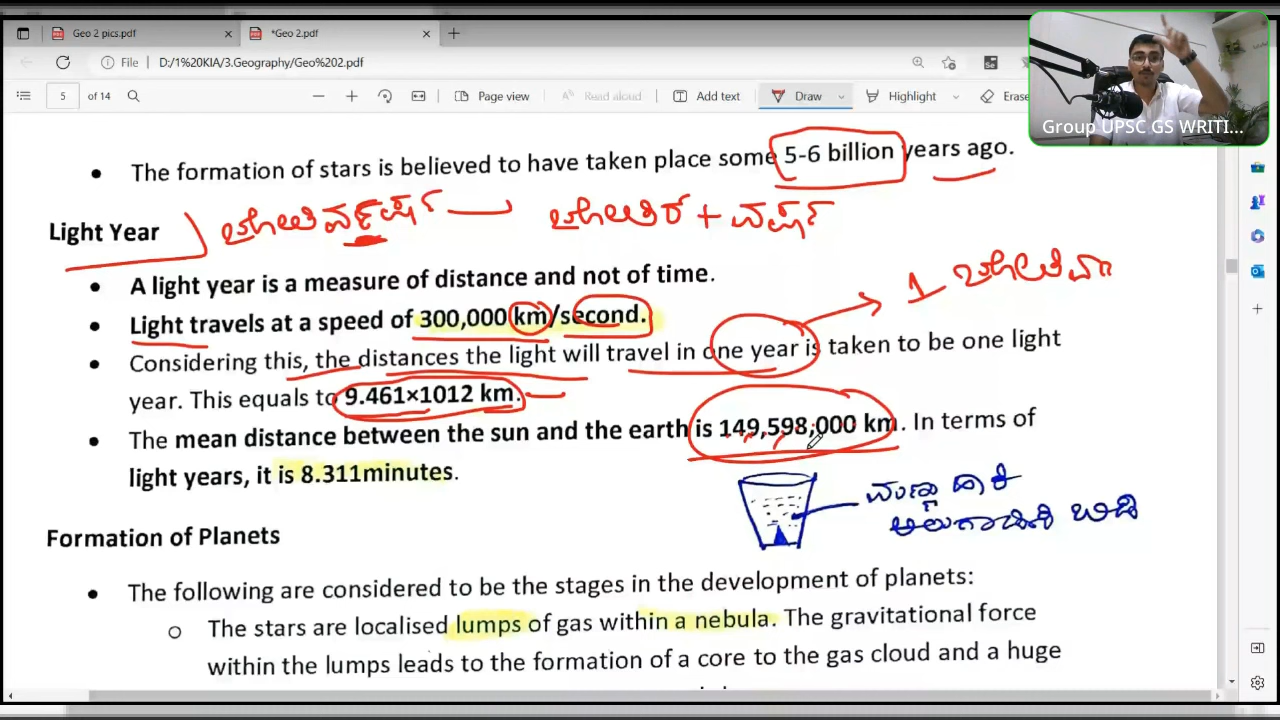 Geo 2 pics.pdf
*Geo 2.pdf
File
D:/1%20KIA/3.Geography/Geo%202.pdf
5 of 14
Page view
Read aloud
Add text
Draw
Highlight
Erase
Group UPSC GS WRITI...
The formation of stars is believed to have taken place some 5-6 billion years ago.
Light Year
ಜ್ಯೋತಿರ್ + ವರ್ಷ
A light year is a measure of distance and not of time.
1
Light travels at a speed of 300,000 km/second.
Considering this, the distances the light will travel in one year is taken to be one light
year. This equals to 9.461×1012 km.
The mean distance between the sun and the earth is 149,598,000 km. In terms of
light years, it is 8.311minutes.
ಮಣ್ಣು ಹಾಕಿ
ಅಲುಗಾಡಿಸಿ ಬಿಡಿ
Formation of Planets
The following are considered to be the stages in the development of planets:
The stars are localised lumps of gas within a nebula. The gravitational force
within the lumps leads to the formation of a core to the gas cloud and a huge